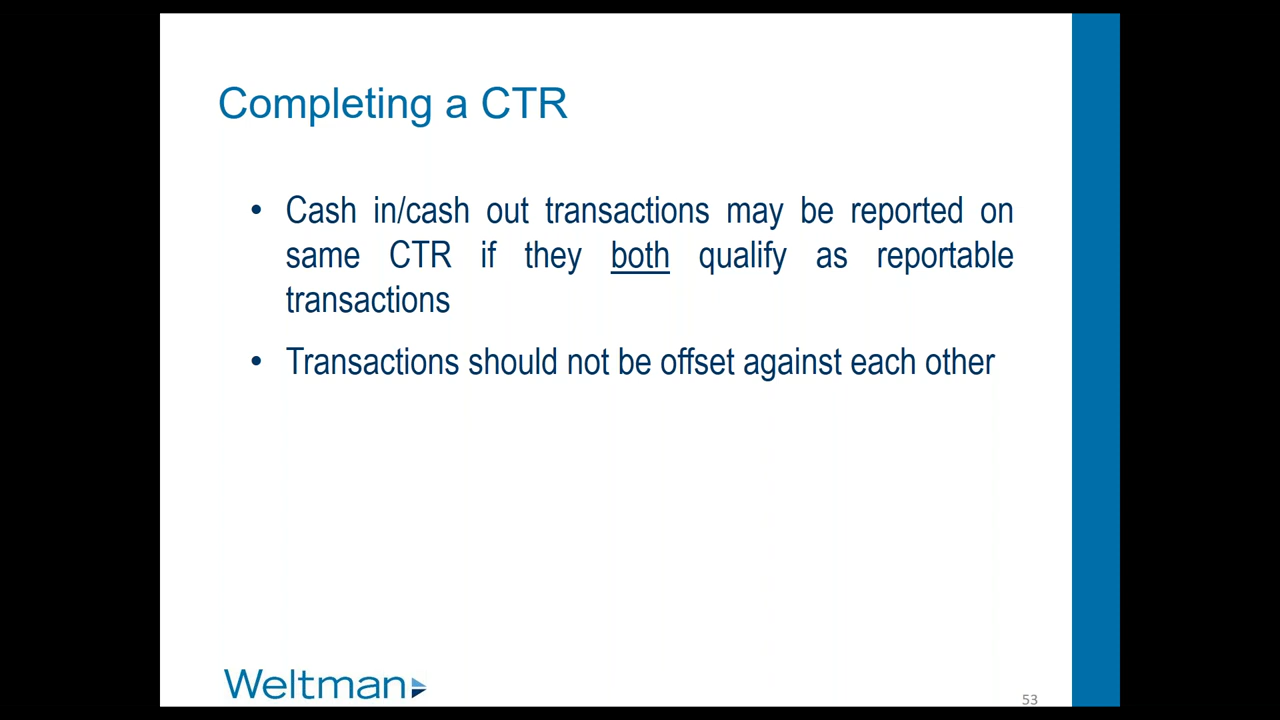 Completing a CTR
• Cash in/cash out transactions may be reported on
same CTR if they both qualify as reportable
transactions
• Transactions should not be offset against each other
Weltman
53